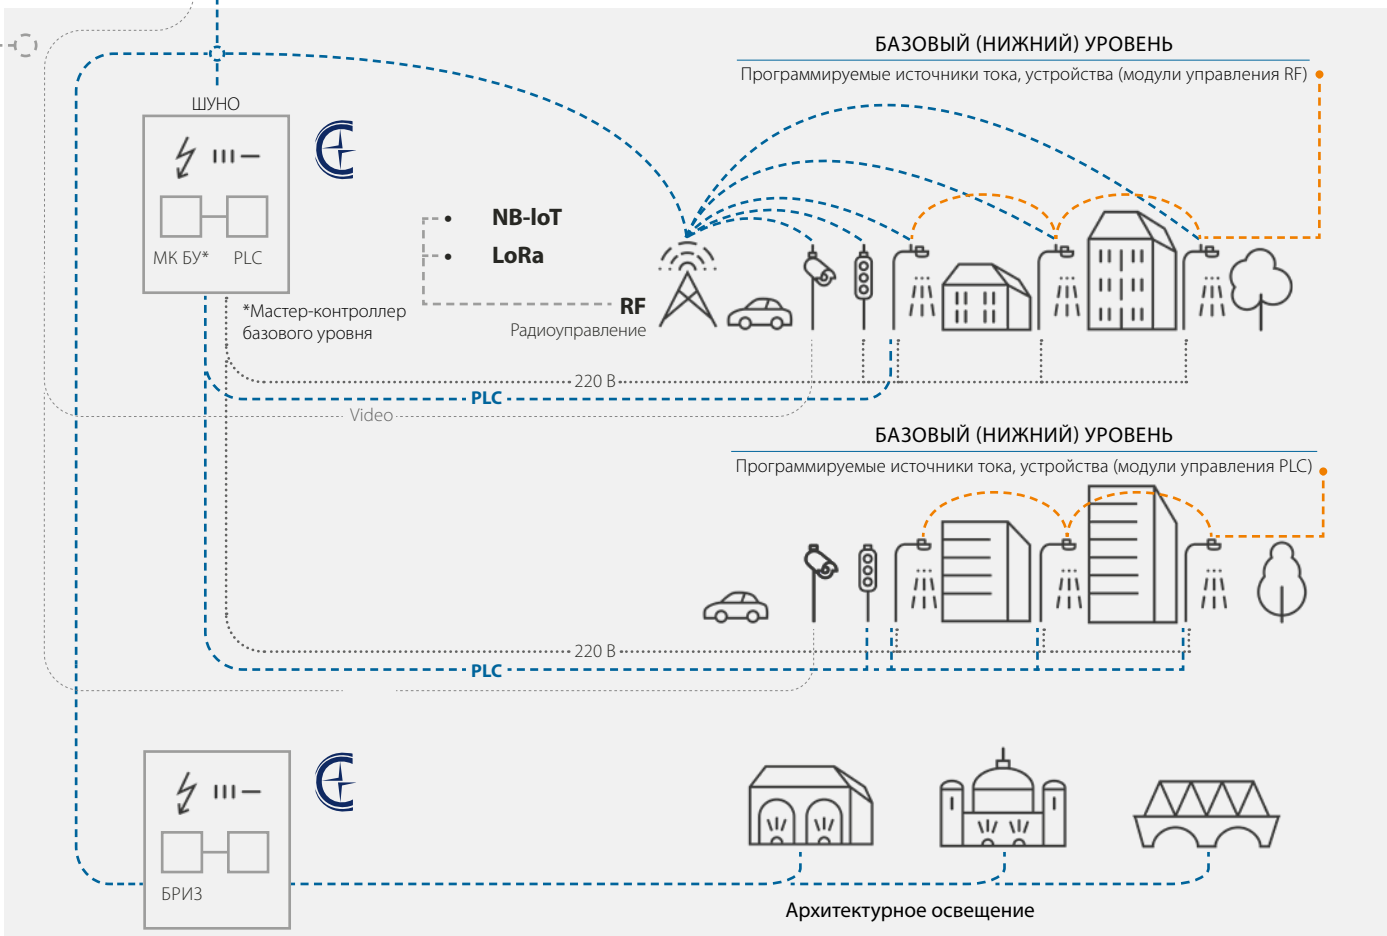 БАЗОВЫЙ (НИЖНИЙ) УРОВЕНЬ
Программируемые источники тока, устройства (модули управления RF)
ШУНО
МК БУ* PLC
*Мастер-контроллер
базового уровня
• NB-IoT
• LoRa
RF
Радиоуправление
220 В
PLC
Video
БАЗОВЫЙ (НИЖНИЙ) УРОВЕНЬ
Программируемые источники тока, устройства (модули управления PLC)
220 В
PLC
БРИЗ
Архитектурное освещение